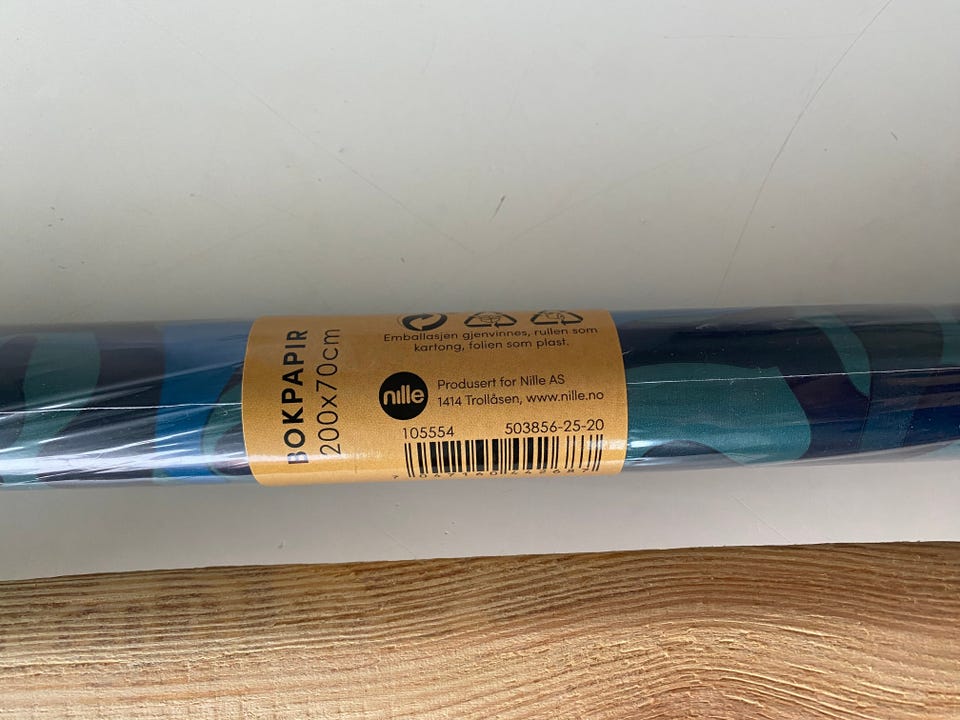 BOKPAPIR
200x70cm
Emballasjen gjenvinnes, rullen som
kartong, folien som plast.
nille
Produsert for Nille AS
1414 Trollåsen, www.nille.no
105554
503856-25-20